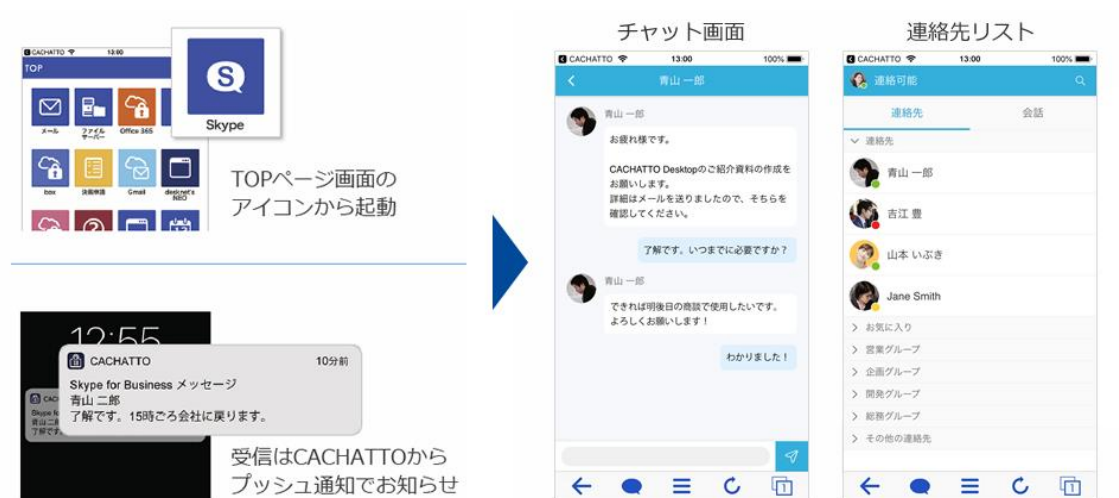 CACHATTO
13:00
TOP
メール
ファイル
サーバー
Office 365
box
決裁申請
Gmail
desknet's
NEO
S
Skype
TOPページ画面の
アイコンから起動
12:55
CACHATTO
10分前
Skype for Business メッセージ
青山 二郎
了解です。15時ごろ会社に戻ります。
受信はCACHATTOから
プッシュ通知でお知らせ
チャット画面
CACHATTO
13:00
100%
青山 一郎
青山 一郎
お疲れ様です。
CACHATTO Desktopのご紹介資料の作成を
お願いします。
詳細はメールを送りましたので、そちらを
確認してください。
了解です。いつまでに必要ですか？
青山 一郎
できれば明後日の商談で使用したいです。
よろしくお願いします！
わかりました！
1
連絡先リスト
CACHATTO
13:00
100%
連絡可能
連絡先
会話
連絡先
青山 一郎
吉江 豊
山本 いぶき
Jane Smith
お気に入り
営業グループ
企画グループ
開発グループ
総務グループ
その他の連絡先
1